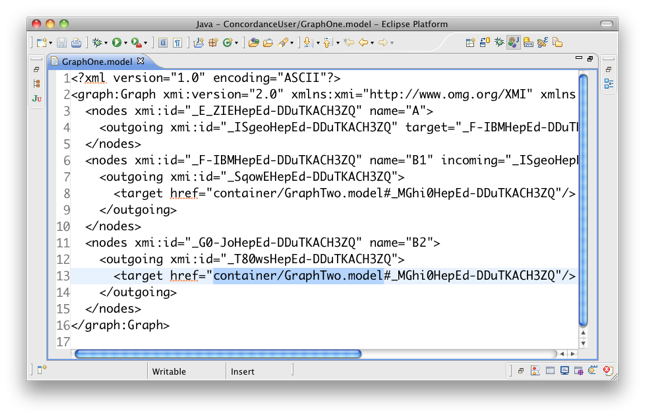 Java - ConcordanceUser/GraphOne.model - Eclipse Platform
GraphOne.model
1 <?xml version="1.0" encoding="ASCII"?>
2 <graph:Graph xmi:version="2.0" xmlns:xmi="http://www.omg.org/XMI" xmlns
3 <nodes xmi:id="_E_ZIEHepEd-DDuTKACH3ZQ" name="A">
4 <outgoing xmi:id="_ISgeoHepEd-DDuTKACH3ZQ" target="_F-IBMHepEd-DDuTK
5 </nodes>
6 <nodes xmi:id="_F-IBMHepEd-DDuTKACH3ZQ" name="B1" incoming="_ISgeoHep
7 <outgoing xmi:id="_SqowEHepEd-DDuTKACH3ZQ">
8 <target href="container/GraphTwo.model#_MGhi0HepEd-DDuTKACH3ZQ"/>
9 </outgoing>
10 </nodes>
11 <nodes xmi:id="_G0-JoHepEd-DDuTKACH3ZQ" name="B2">
12 <outgoing xmi:id="_T80wsHepEd-DDuTKACH3ZQ">
13 <target href="container/GraphTwo.model#_MGhi0HepEd-DDuTKACH3ZQ"/>
14 </outgoing>
15 </nodes>
16 </graph:Graph>
17
Writable Insert